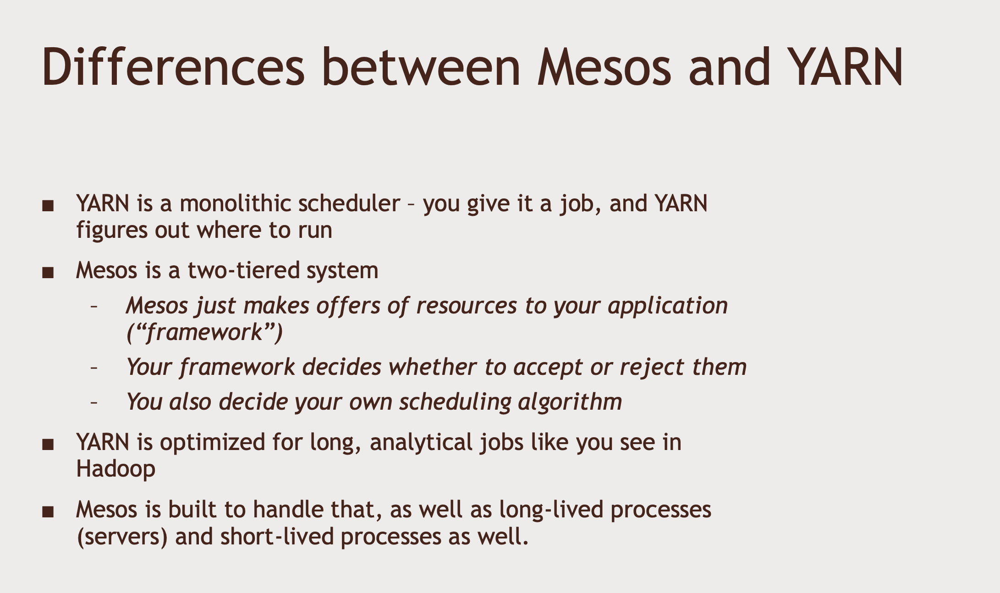 Differences between Mesos and YARN
■ YARN is a monolithic scheduler – you give it a job, and YARN
figures out where to run
■ Mesos is a two-tiered system
– Mesos just makes offers of resources to your application
(“framework”)
– Your framework decides whether to accept or reject them
– You also decide your own scheduling algorithm
■ YARN is optimized for long, analytical jobs like you see in
Hadoop
■ Mesos is built to handle that, as well as long-lived processes
(servers) and short-lived processes as well.